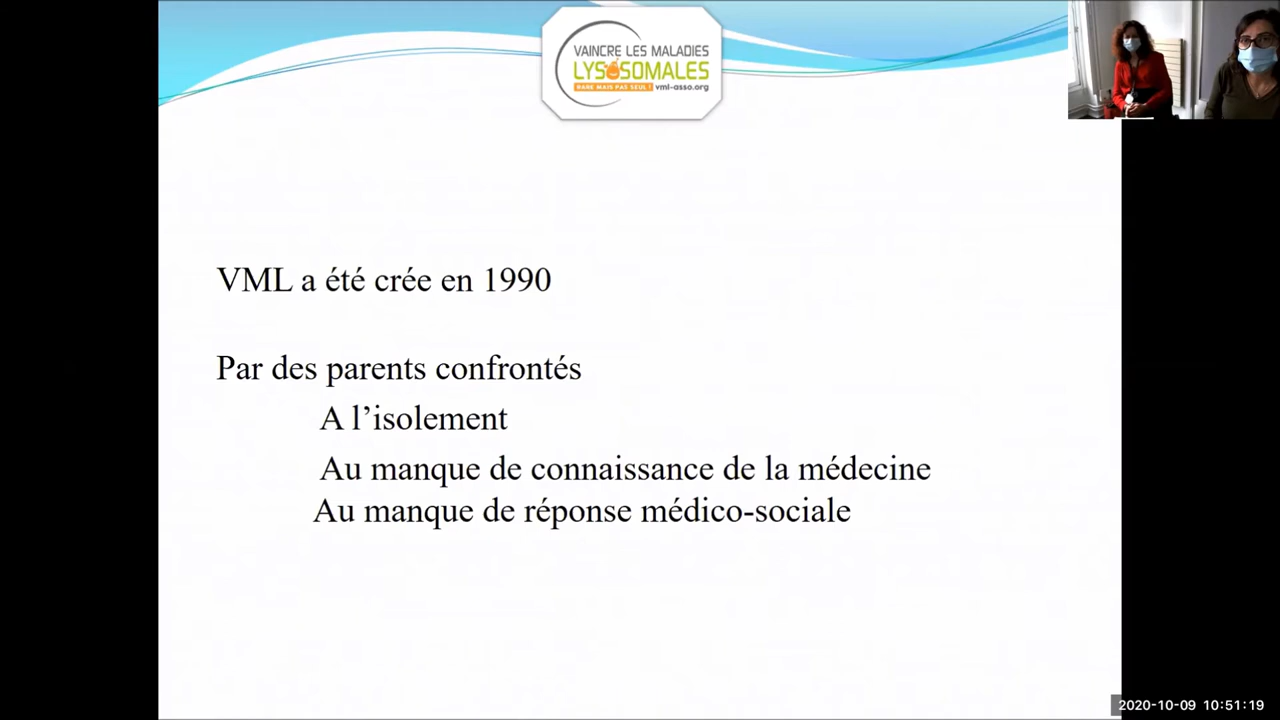 VAINCRE LES MALADIES
LYSOSOMALES
RARE MAIS PAS SEUL ! vml-asso.org
VML a été crée en 1990
Par des parents confrontés
A l’isolement
Au manque de connaissance de la médecine
Au manque de réponse médico-sociale
2020-10-09 10:51:19